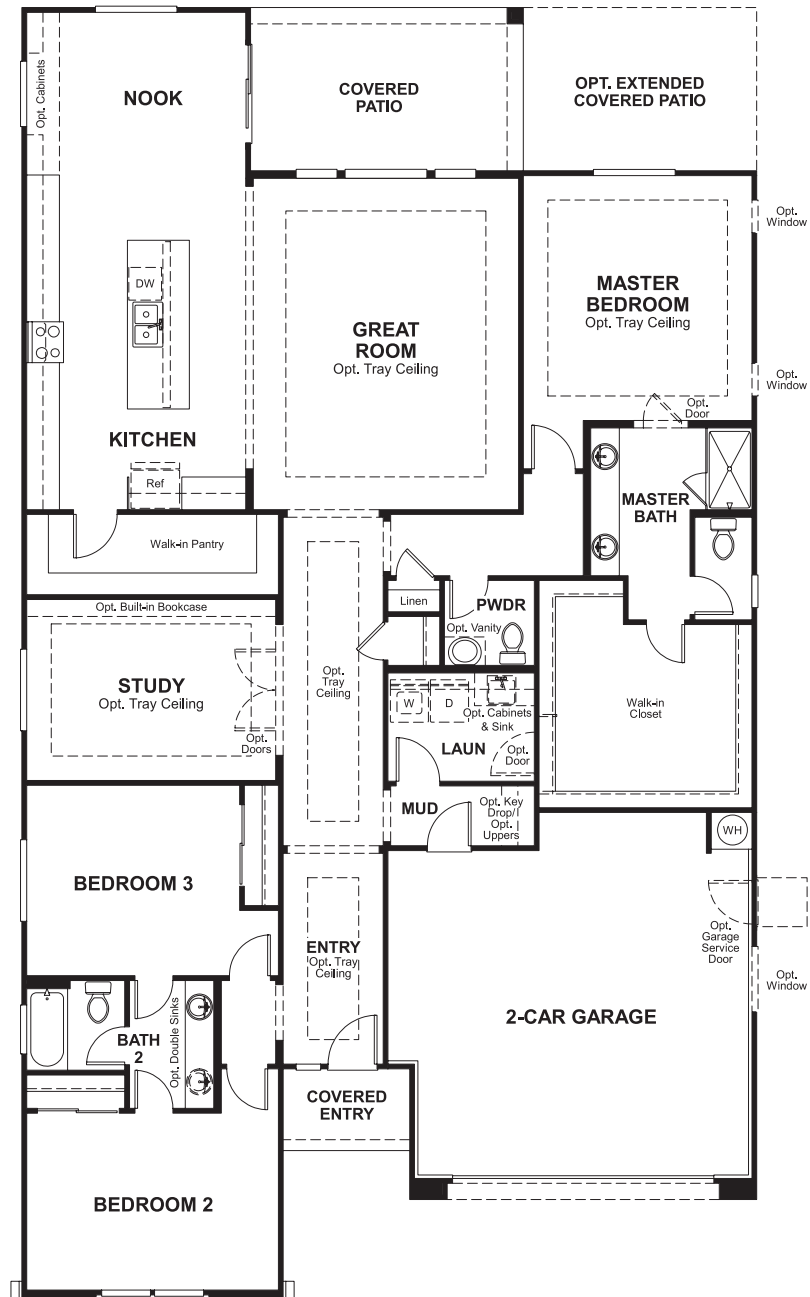 NOOK
Opt. Cabinets
COVERED
PATIO
OPT. EXTENDED
COVERED PATIO
Opt.
Window
DW
GREAT
ROOM
Opt. Tray Ceiling
MASTER
BEDROOM
Opt. Tray Ceiling
Opt.
Window
Opt.
Door
KITCHEN
Ref
MASTER
BATH
Walk-in Pantry
Linen
PWDR
Opt. Vanity
Opt. Built-in Bookcase
STUDY
Opt. Tray Ceiling
Opt.
Doors
Opt.
Tray
Ceiling
W
D
Opt. Cabinets
& Sink
LAUN
Opt.
Door
Walk-in
Closet
MUD
Opt. Key
Drop/
Opt.
Uppers
WH
BEDROOM 3
ENTRY
Opt. Tray
Ceiling
Opt.
Garage
Service
Door
Opt.
Window
2-CAR GARAGE
BATH
2
Opt. Double Sinks
COVERED
ENTRY
BEDROOM 2